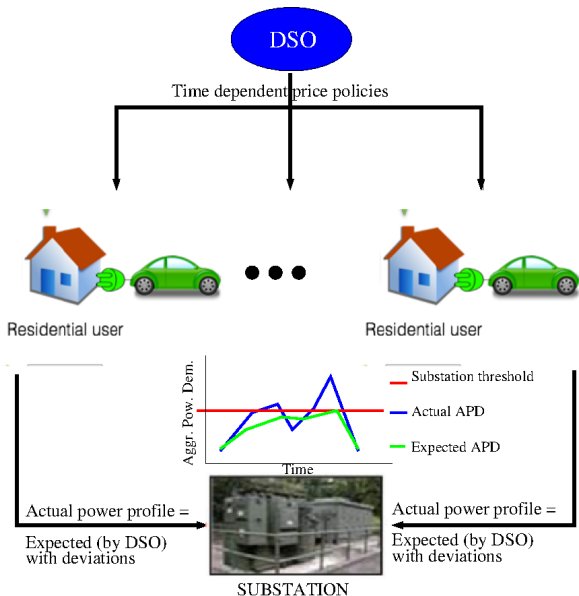 DSO
Time dependent price policies
Residential user
Residential user
Aggr. Pow. Dem.
Time
Substation threshold
Actual APD
Expected APD
Actual power profile =
Expected (by DSO)
with deviations
Actual power profile =
Expected (by DSO)
with deviations
SUBSTATION